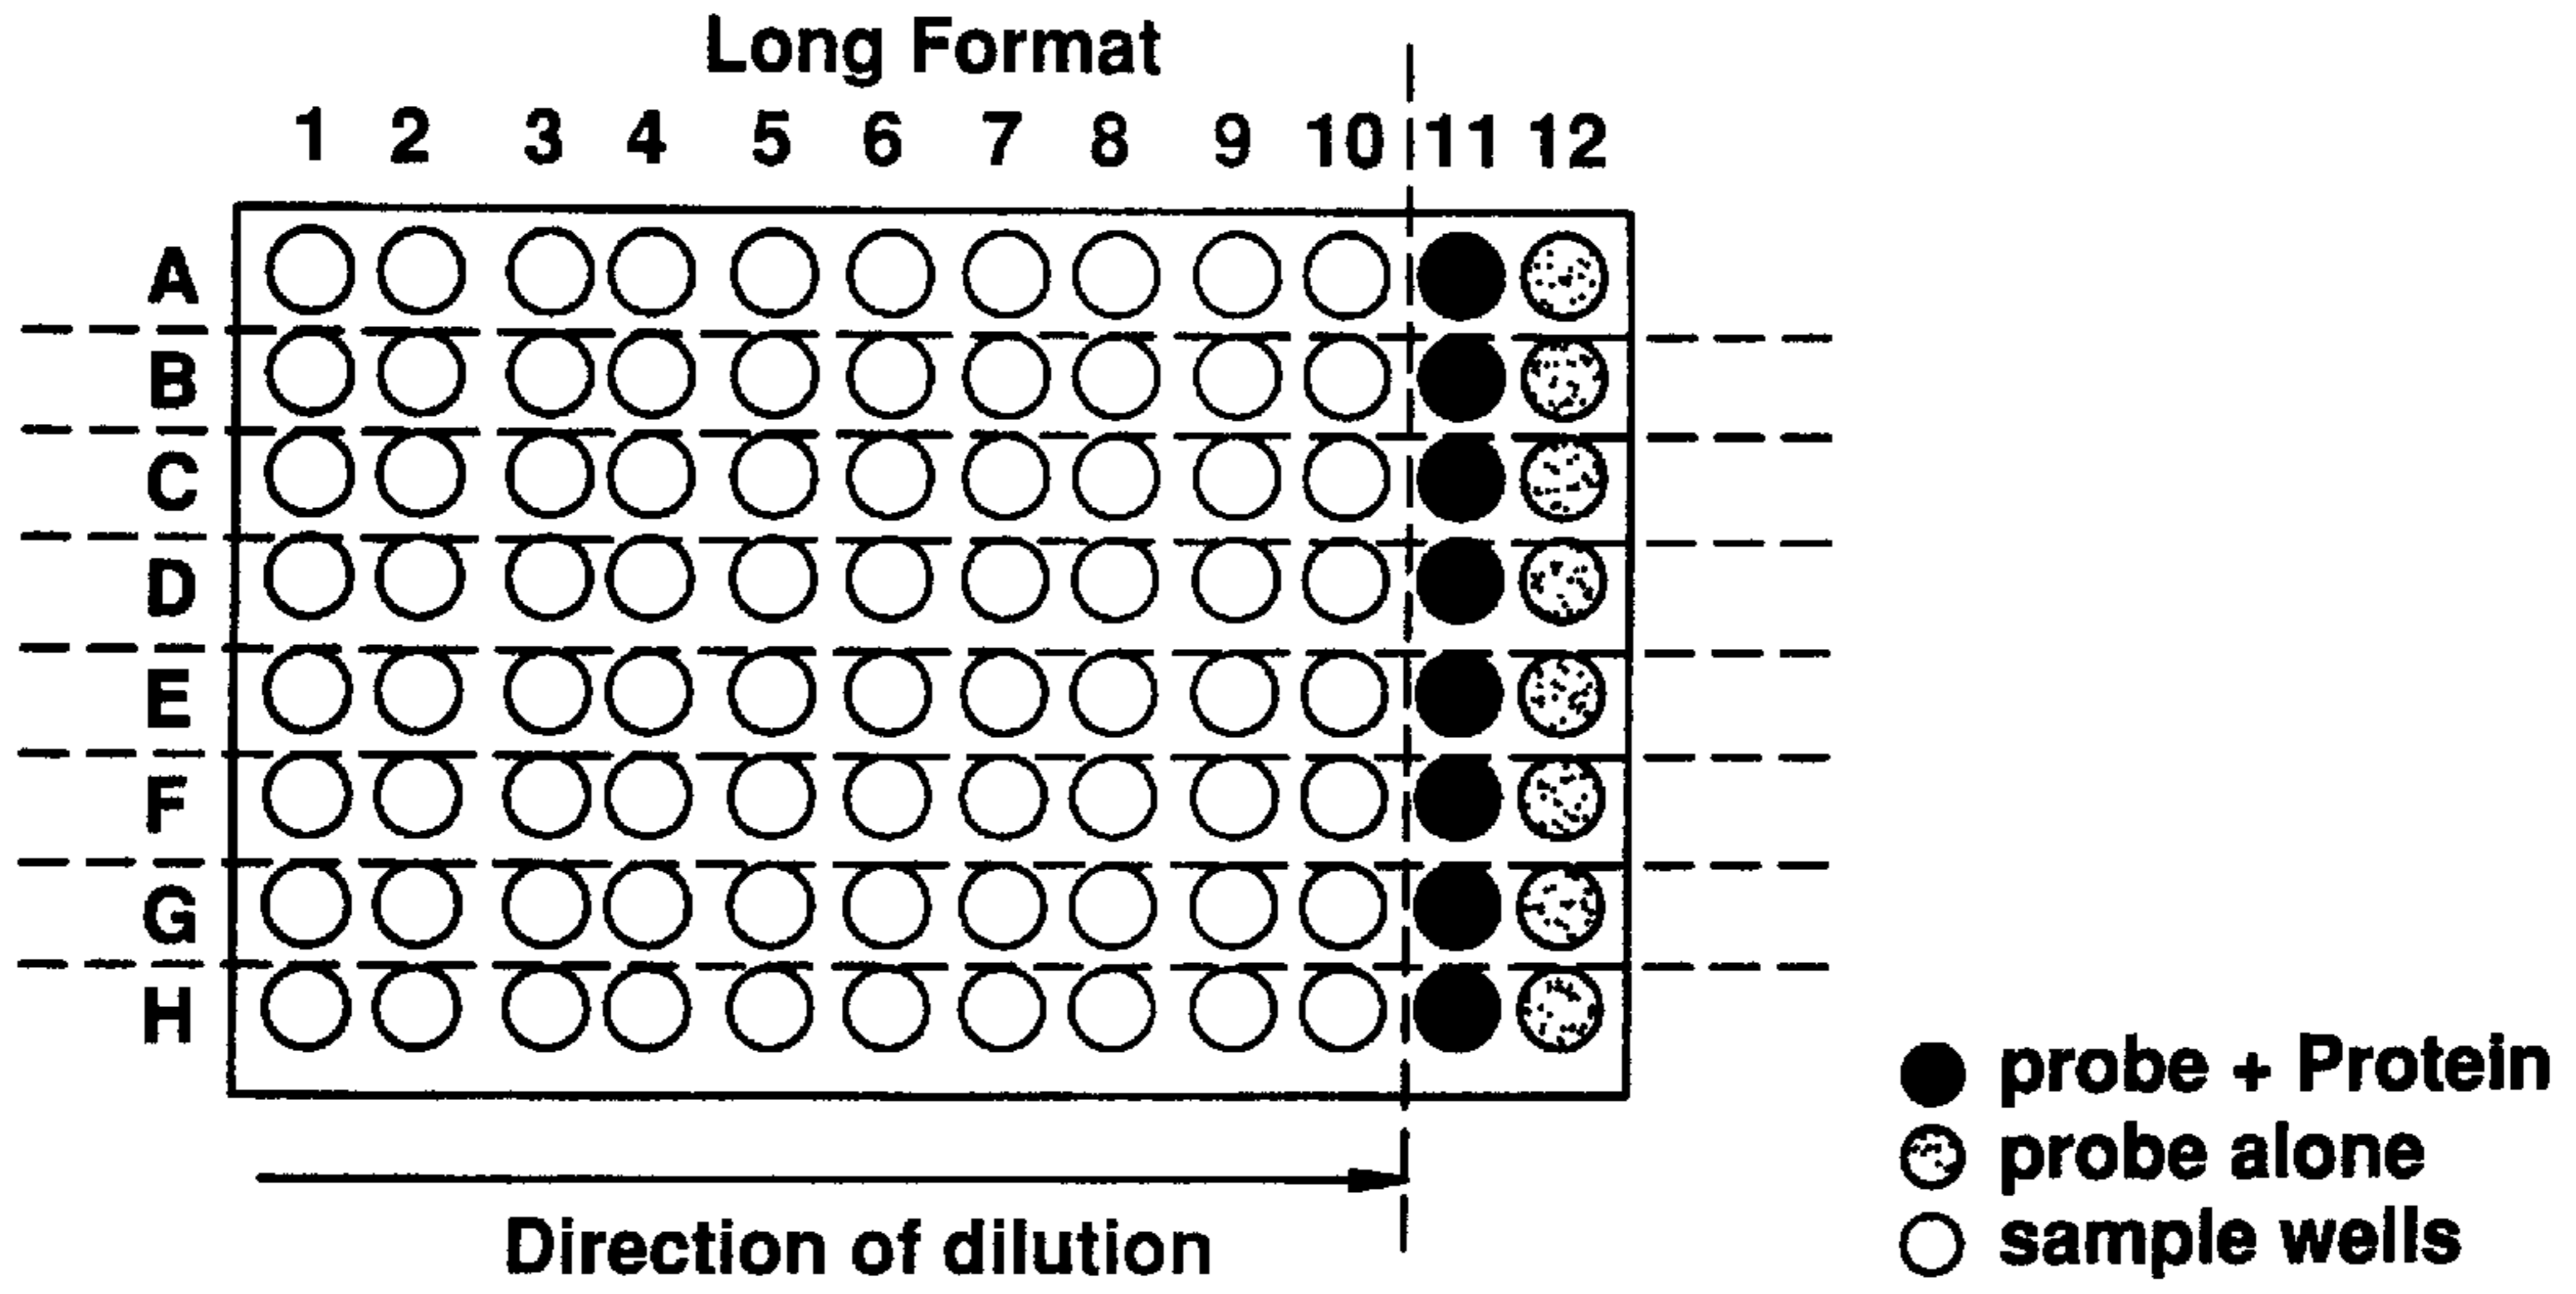 Long Format
1 2 3 4 5 6 7 8 9 10 11 12
A
B
C
D
E
F
G
H
Direction of dilution
probe + Protein
probe alone
sample wells